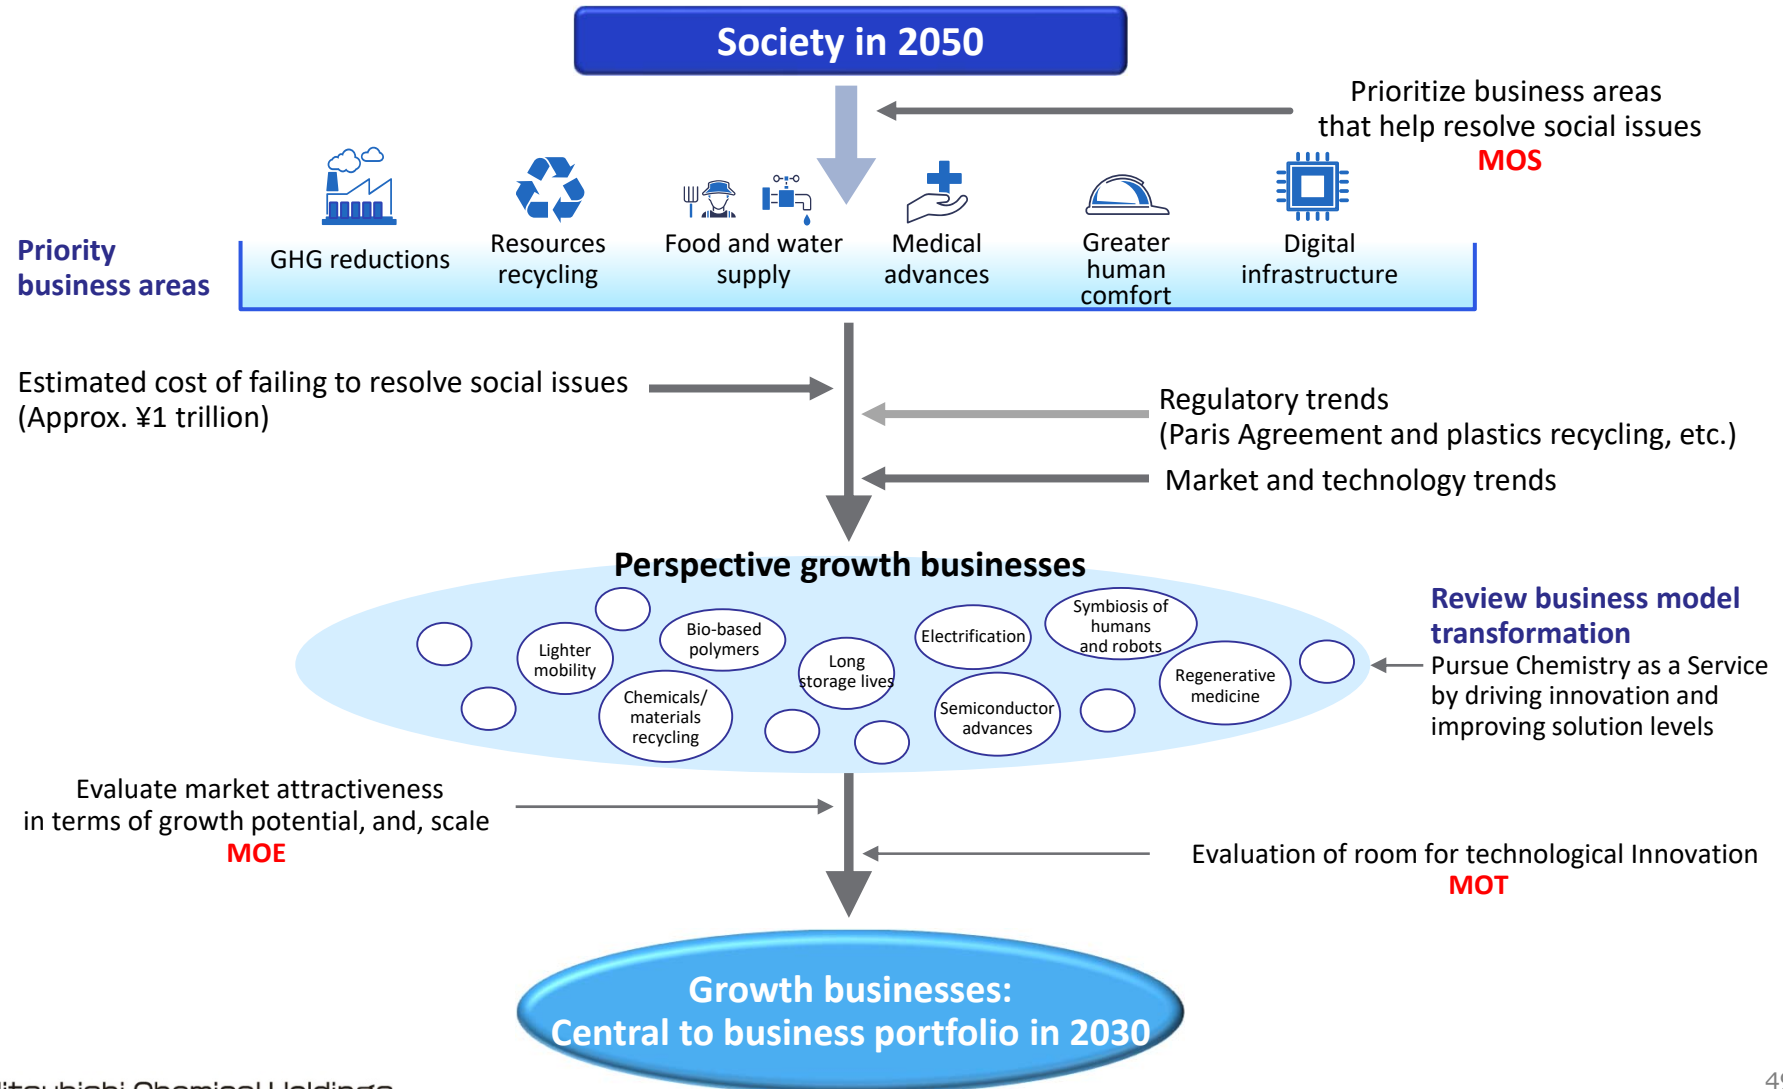 Society in 2050
Prioritize business areas
that help resolve social issues
MOS
Priority
business areas
GHG reductions
Resources
recycling
Food and water
supply
Medical
advances
Greater
human
comfort
Digital
infrastructure
Estimated cost of failing to resolve social issues
(Approx. ¥1 trillion)
Regulatory trends
(Paris Agreement and plastics recycling, etc.)
Market and technology trends
Perspective growth businesses
Lighter
mobility
Bio-based
polymers
Chemicals/
materials
recycling
Long
storage lives
Electrification
Semiconductor
advances
Symbiosis of
humans
and robots
Regenerative
medicine
Review business model
transformation
Pursue Chemistry as a Service
by driving innovation and
improving solution levels
Evaluate market attractiveness
in terms of growth potential, and, scale
MOE
Evaluation of room for technological Innovation
MOT
Growth businesses:
Central to business portfolio in 2030
Chemical Holdings